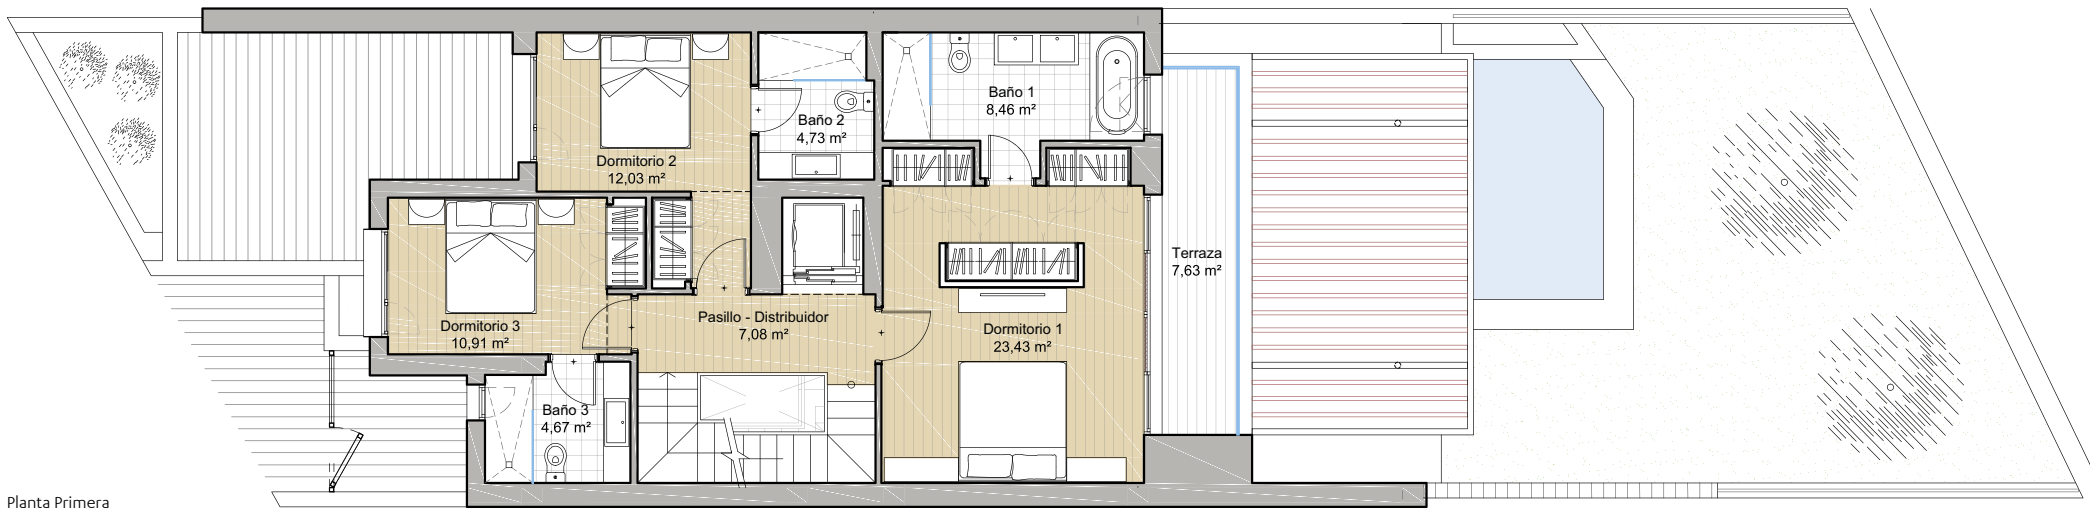 Baño 1
8,46 m²
Baño 2
4,73 m²
Dormitorio 2
12,03 m²
Terraza
7,63 m²
Pasillo - Distribuidor
7,08 m²
Dormitorio 3
10,91 m²
Dormitorio 1
23,43 m²
Baño 3
4,67 m²
Planta Primera